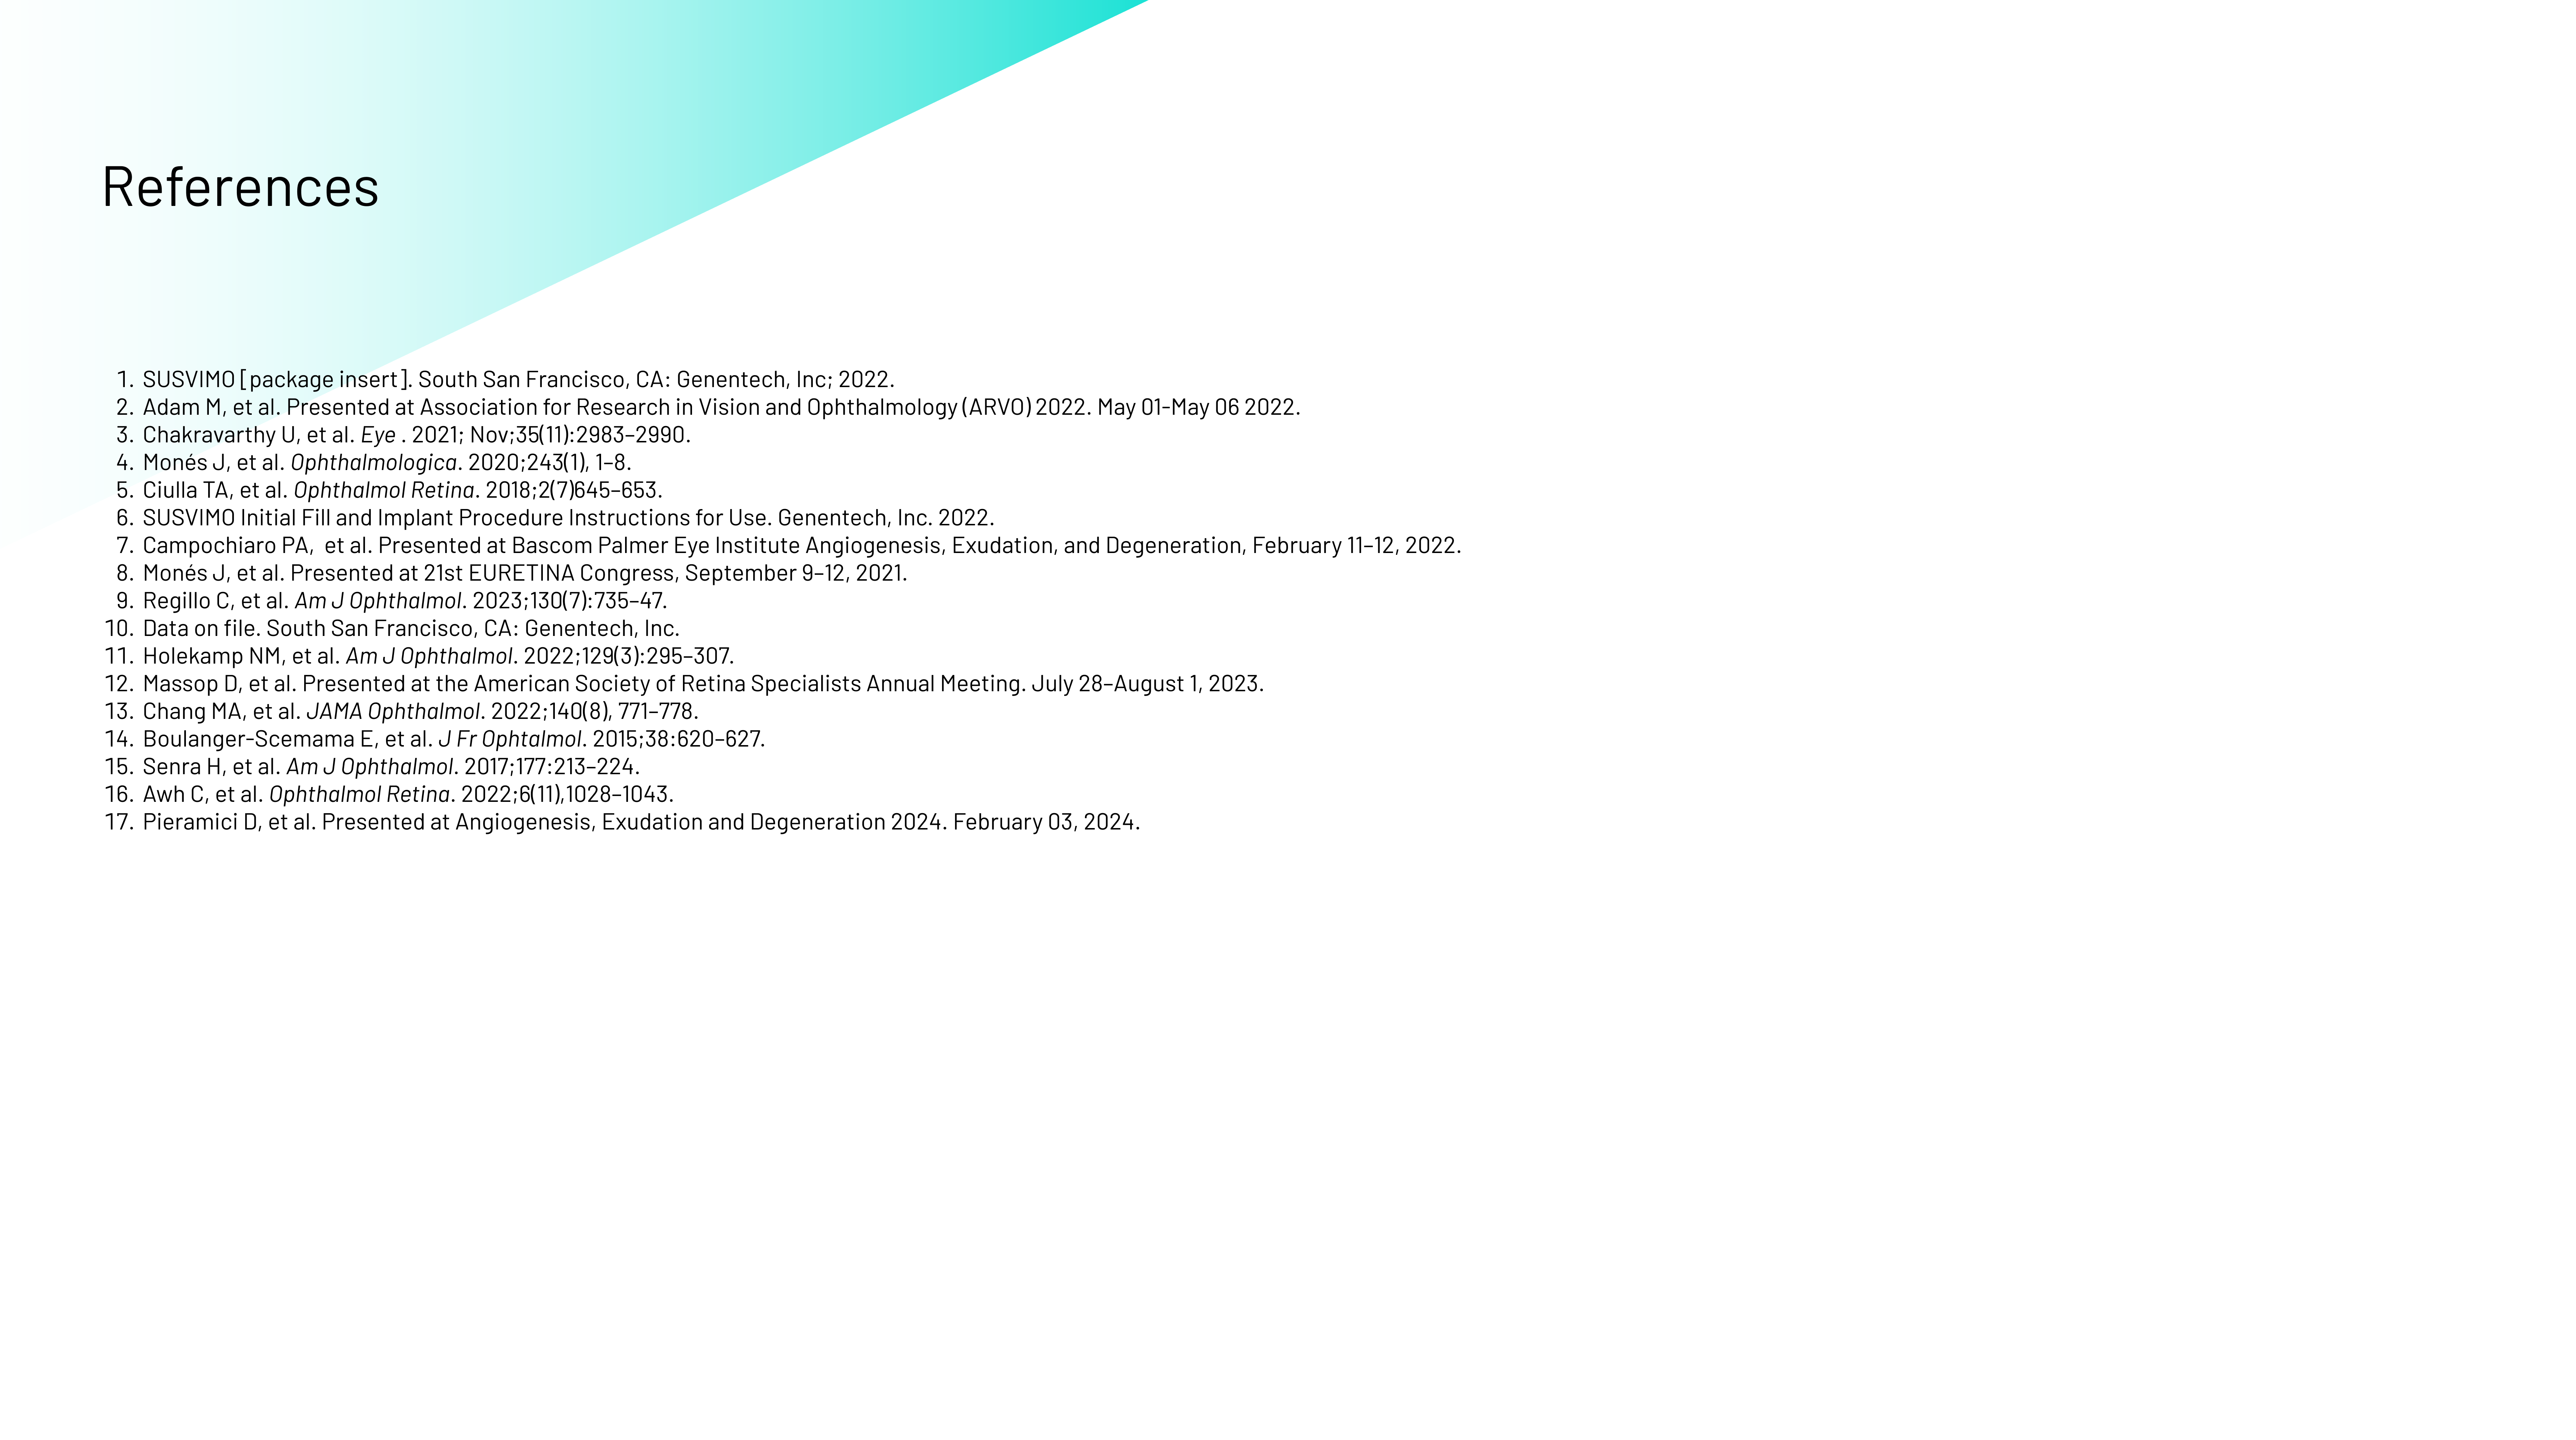 References
1. SUSVIMO [package insert]. South San Francisco, CA: Genentech, Inc; 2022.
2. Adam M, et al. Presented at Association for Research in Vision and Ophthalmology (ARVO) 2022. May 01-May 06 2022.
3. Chakravarthy U, et al. Eye . 2021; Nov;35(11):2983–2990.
4. Monés J, et al. Ophthalmologica. 2020;243(1), 1–8.
5. Ciulla TA, et al. Ophthalmol Retina. 2018;2(7)645–653.
6. SUSVIMO Initial Fill and Implant Procedure Instructions for Use. Genentech, Inc. 2022.
7. Campochiaro PA,  et al. Presented at Bascom Palmer Eye Institute Angiogenesis, Exudation, and Degeneration, February 11–12, 2022.
8. Monés J, et al. Presented at 21st EURETINA Congress, September 9–12, 2021.
9. Regillo C, et al. Am J Ophthalmol. 2023;130(7):735–47.
10. Data on file. South San Francisco, CA: Genentech, Inc.
11. Holekamp NM, et al. Am J Ophthalmol. 2022;129(3):295–307.
12. Massop D, et al. Presented at the American Society of Retina Specialists Annual Meeting. July 28–August 1, 2023.
13. Chang MA, et al. JAMA Ophthalmol. 2022;140(8), 771–778.
14. Boulanger-Scemama E, et al. J Fr Ophtalmol. 2015;38:620–627.
15. Senra H, et al. Am J Ophthalmol. 2017;177:213–224.
16. Awh C, et al. Ophthalmol Retina. 2022;6(11),1028–1043.
17. Pieramici D, et al. Presented at Angiogenesis, Exudation and Degeneration 2024. February 03, 2024.